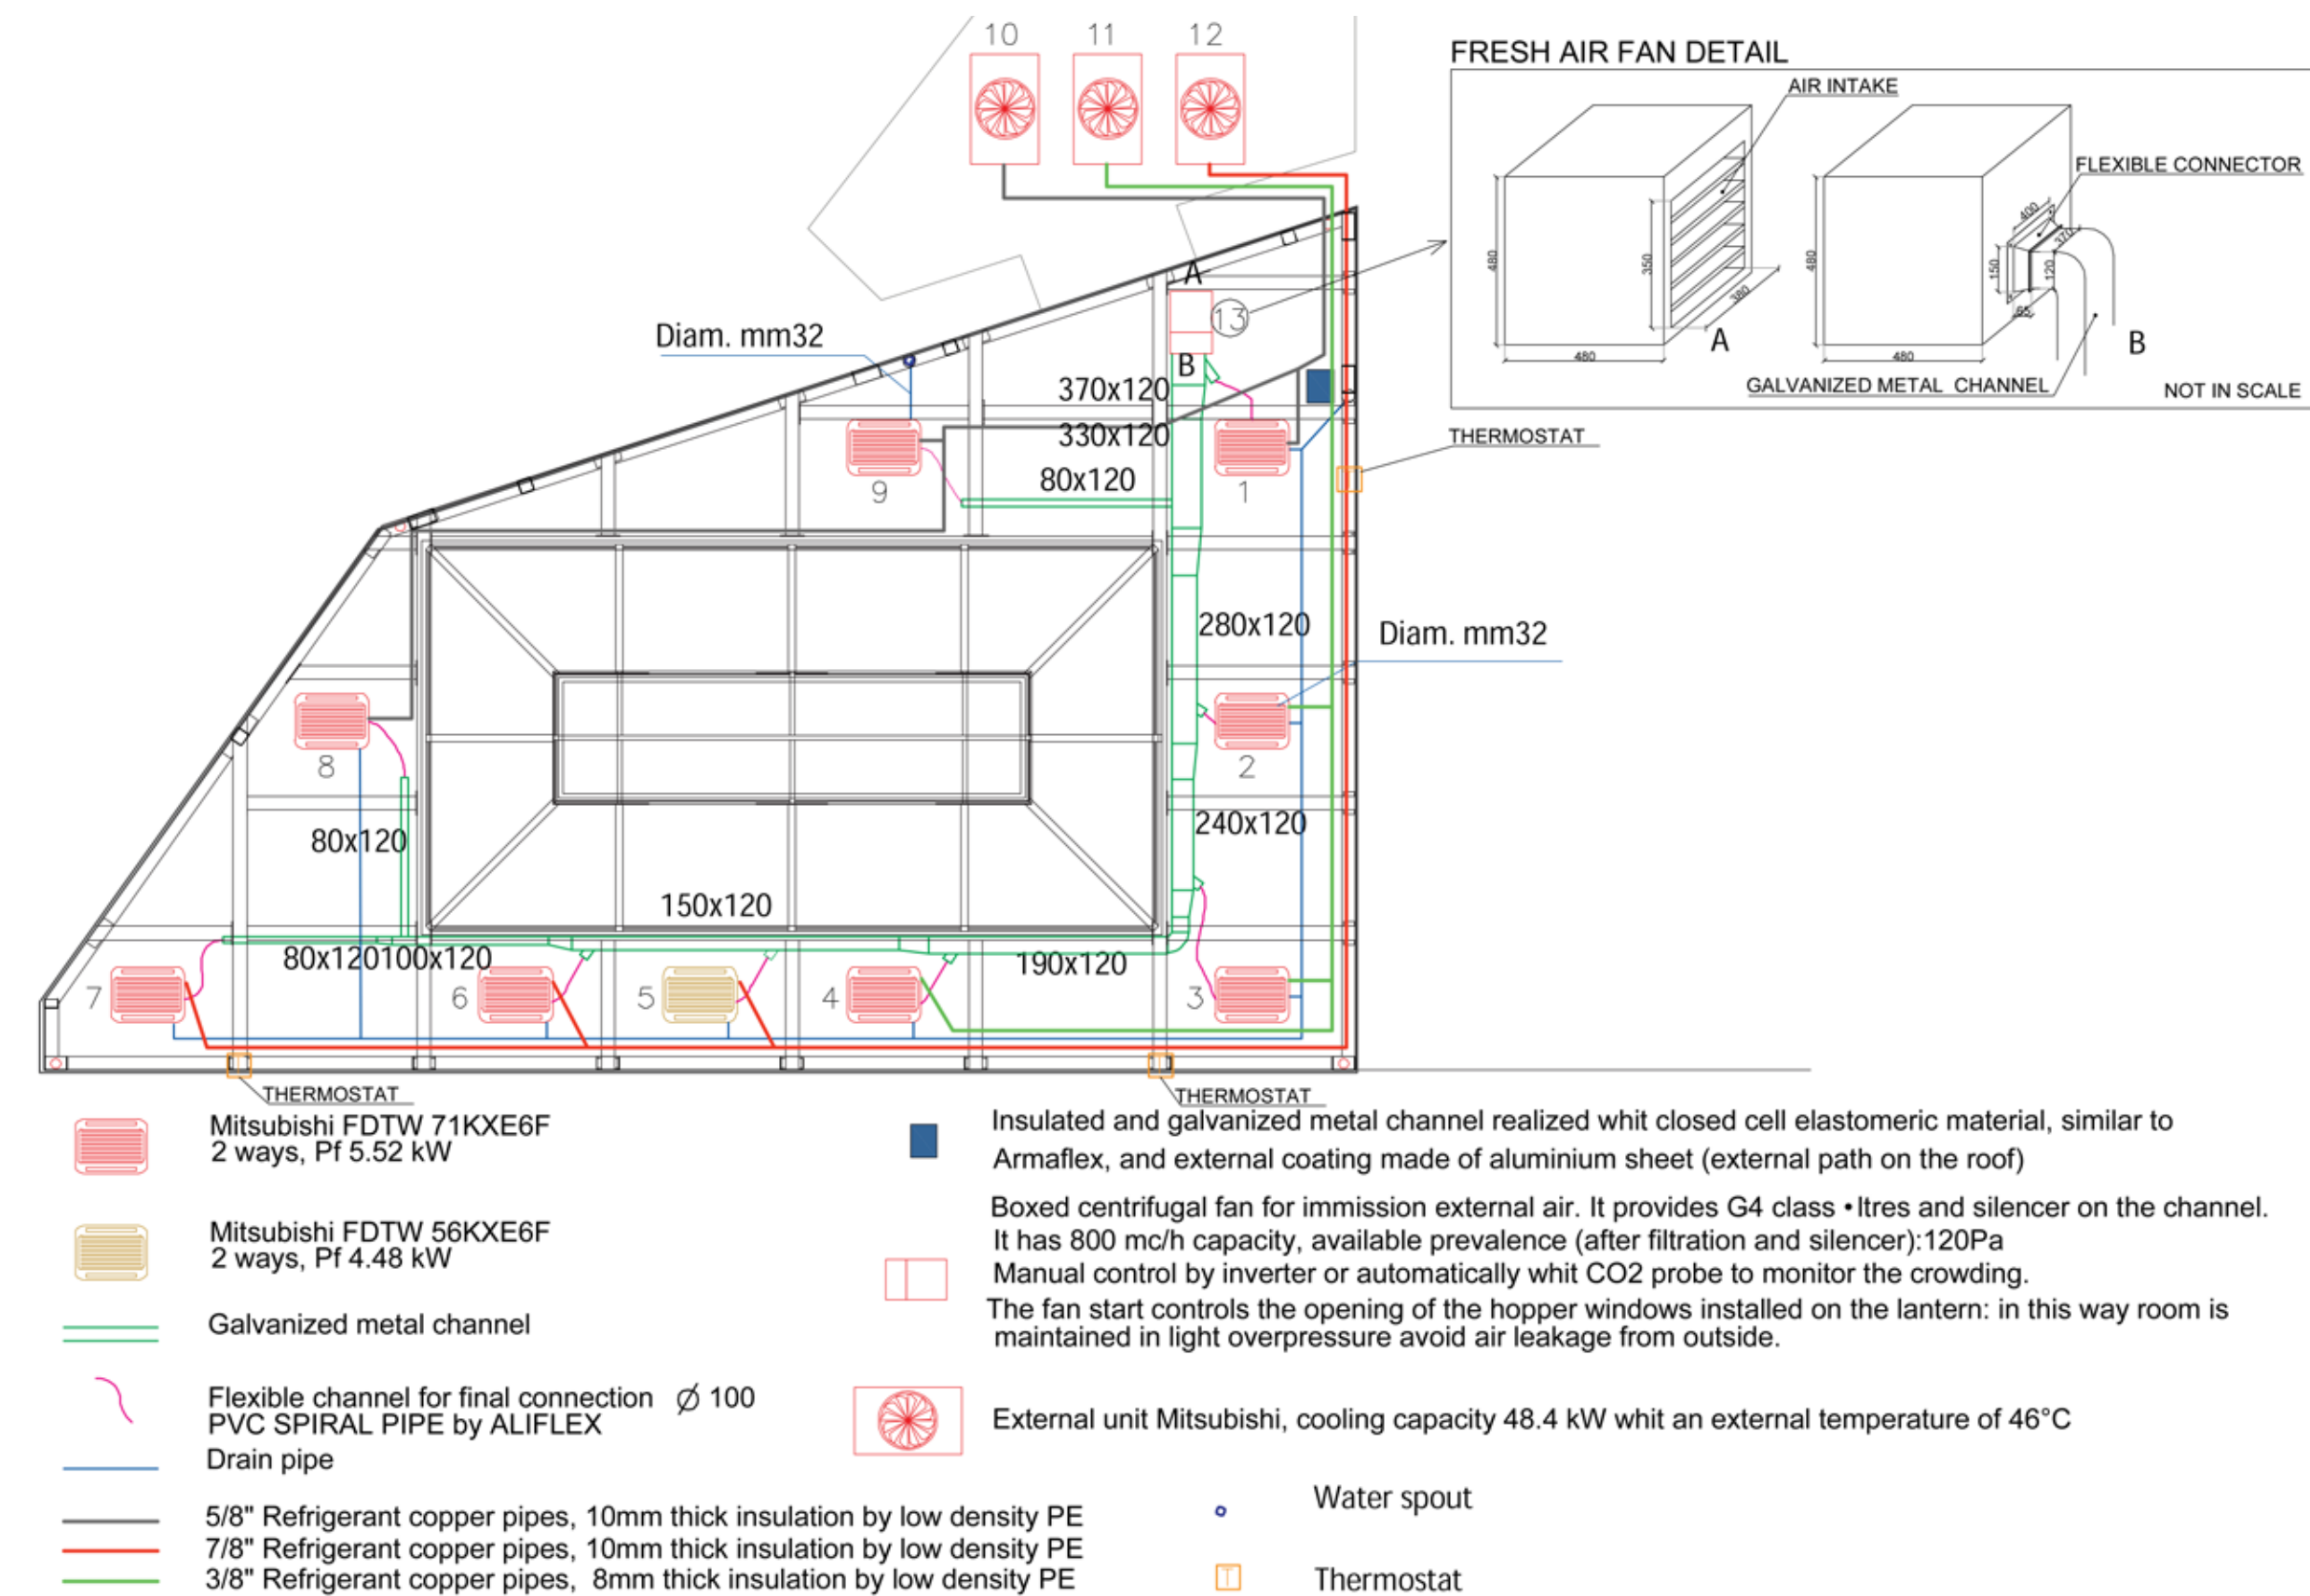 10
11
12
FRESH AIR FAN DETAIL
AIR INTAKE
FLEXIBLE CONNECTOR
480
350
380
480
A
480
400
370
150
120
65
480
B
GALVANIZED METAL CHANNEL
NOT IN SCALE
A
13
B
Diam. mm32
370x120
330x120
80x120
9
1
THERMOSTAT
280x120
Diam. mm32
8
2
80x120
240x120
150x120
80x120100x120
190x120
7
6
5
4
3
THERMOSTAT
THERMOSTAT
Mitsubishi FDTW 71KXE6F
2 ways, Pf 5.52 kW
Mitsubishi FDTW 56KXE6F
2 ways, Pf 4.48 kW
Galvanized metal channel
Flexible channel for final connection Ø 100
PVC SPIRAL PIPE by ALIFLEX
Drain pipe
5/8" Refrigerant copper pipes, 10mm thick insulation by low density PE
7/8" Refrigerant copper pipes, 10mm thick insulation by low density PE
3/8" Refrigerant copper pipes, 8mm thick insulation by low density PE
Insulated and galvanized metal channel realized whit closed cell elastomeric material, similar to
Armaflex, and external coating made of aluminium sheet (external path on the roof)
Boxed centrifugal fan for immission external air. It provides G4 class •ltres and silencer on the channel.
It has 800 mc/h capacity, available prevalence (after filtration and silencer):120Pa
Manual control by inverter or automatically whit CO2 probe to monitor the crowding.
The fan start controls the opening of the hopper windows installed on the lantern: in this way room is
maintained in light overpressure avoid air leakage from outside.
External unit Mitsubishi, cooling capacity 48.4 kW whit an external temperature of 46°C
Water spout
T
Thermostat